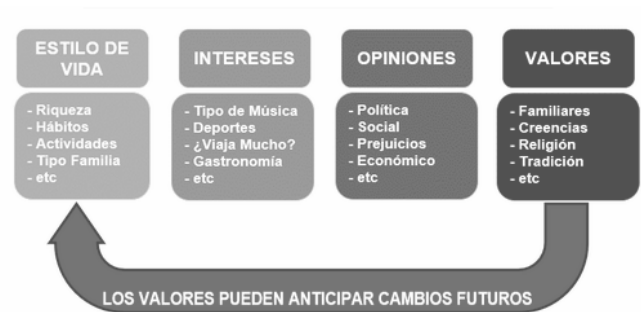 ESTILO DE
VIDA
- Riqueza
- Hábitos
- Actividades
- Tipo Familia
- etc
INTERESES
- Tipo de Música
- Deportes
- ¿Viaja Mucho?
- Gastronomía
- etc
OPINIONES
- Política
- Social
- Prejuicios
- Económico
- etc
VALORES
- Familiares
- Creencias
- Religión
- Tradición
- etc
LOS VALORES PUEDEN ANTICIPAR CAMBIOS FUTUROS